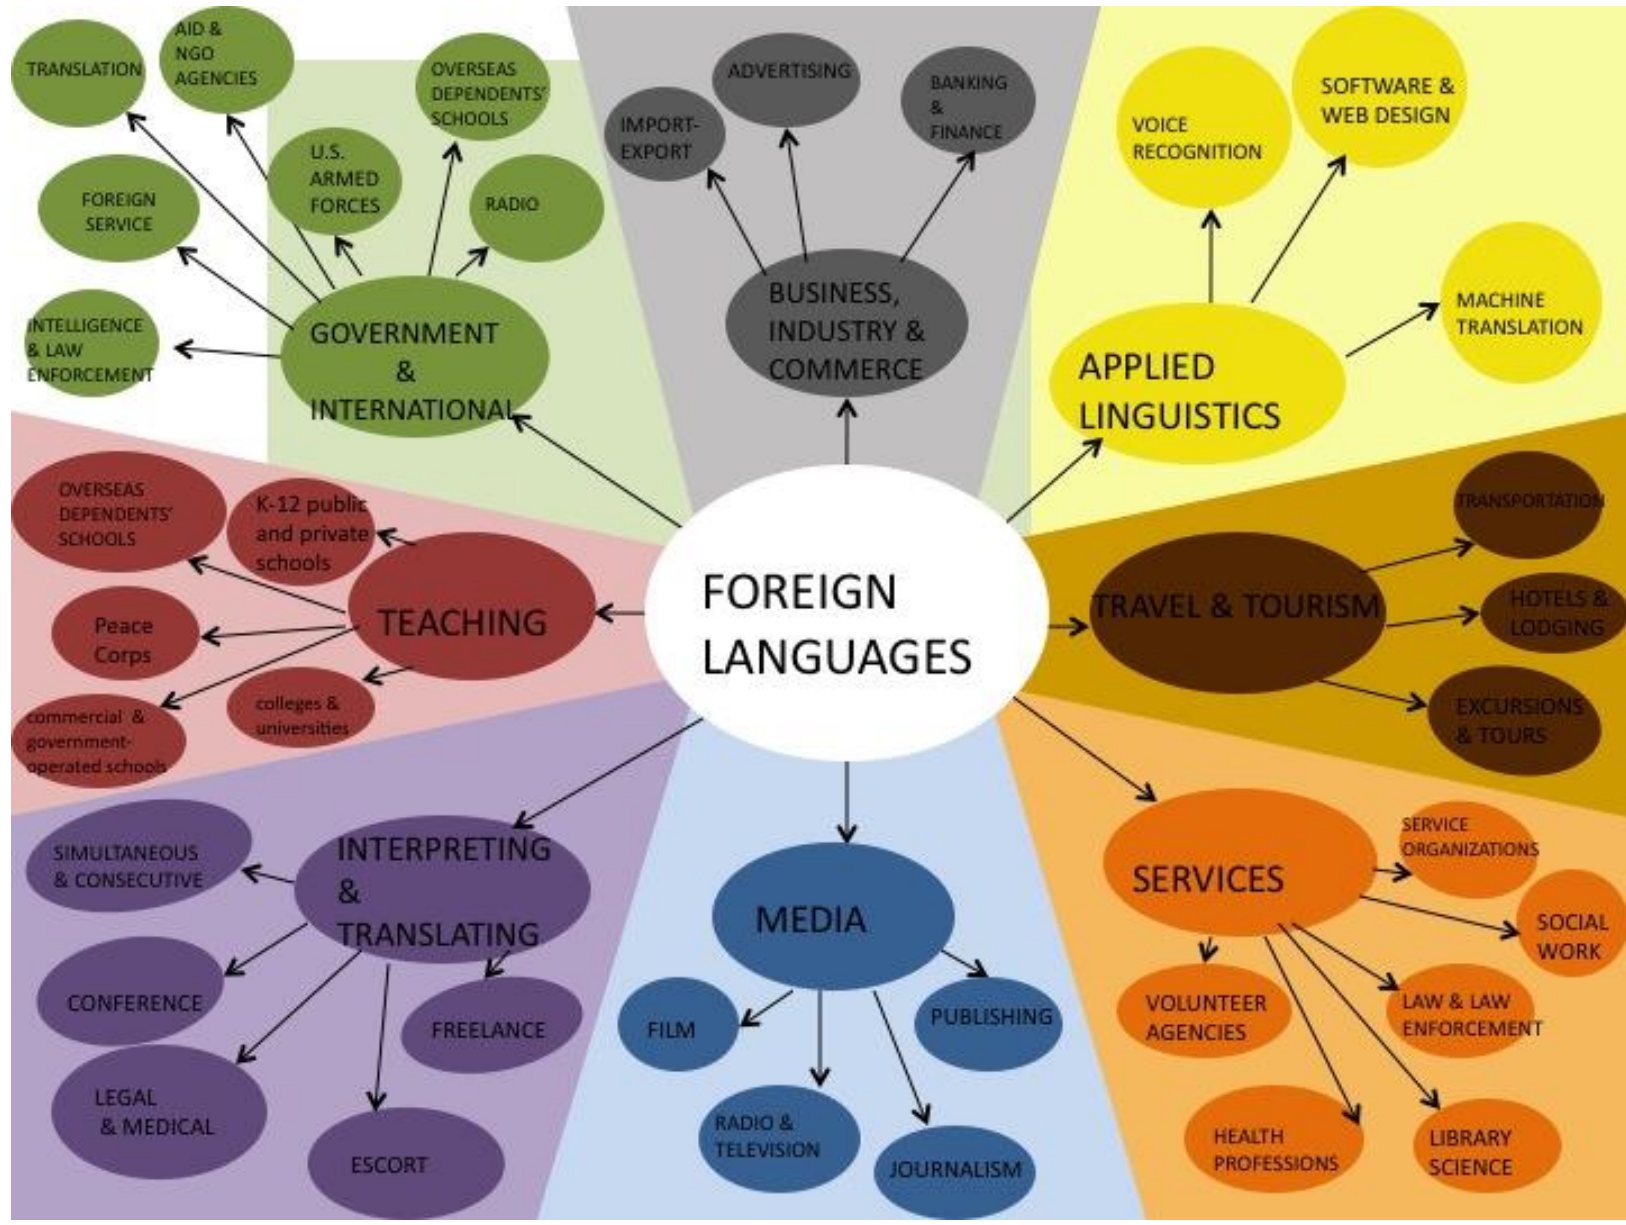 TRANSLATION
AID &
NGO
AGENCIES
OVERSEAS
DEPENDENTS'
SCHOOLS
U.S.
ARMED
FORCES
FOREIGN
SERVICE
RADIO
INTELLIGENCE
& LAW
ENFORCEMENT
GOVERNMENT
&
INTERNATIONAL
IMPORT-
EXPORT
ADVERTISING
BANKING
&
FINANCE
BUSINESS,
INDUSTRY &
COMMERCE
VOICE
RECOGNITION
SOFTWARE &
WEB DESIGN
MACHINE
TRANSLATION
APPLIED
LINGUISTICS
OVERSEAS
DEPENDENTS'
SCHOOLS
K-12 public
and private
schools
Peace
Corps
TEACHING
commercial &
government-
operated schools
colleges &
universities
FOREIGN
LANGUAGES
TRAVEL & TOURISM
TRANSPORTATION
HOTELS &
LODGING
EXCURSIONS
& TOURS
INTERPRETING
&
TRANSLATING
SIMULTANEOUS
& CONSECUTIVE
CONFERENCE
LEGAL
& MEDICAL
ESCORT
FREELANCE
MEDIA
FILM
RADIO &
TELEVISION
JOURNALISM
PUBLISHING
SERVICES
SERVICE
ORGANIZATIONS
SOCIAL
WORK
VOLUNTEER
AGENCIES
LAW & LAW
ENFORCEMENT
HEALTH
PROFESSIONS
LIBRARY
SCIENCE